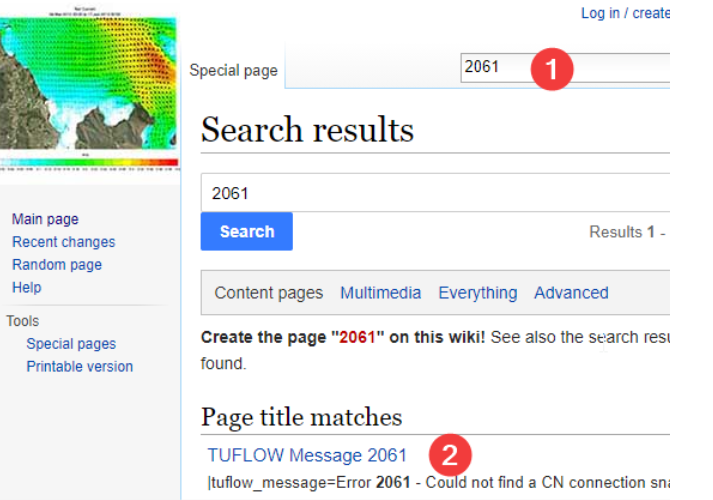 Log in / create
Special page
2061
1
Search results
2061
Search
Results 1 -
Content pages Multimedia Everything Advanced
Create the page "2061" on this wiki! See also the search resu
found.
Page title matches
TUFLOW Message 2061
2
|tuflow_message=Error 2061 - Could not find a CN connection sna
Main page
Recent changes
Random page
Help
Tools
Special pages
Printable version